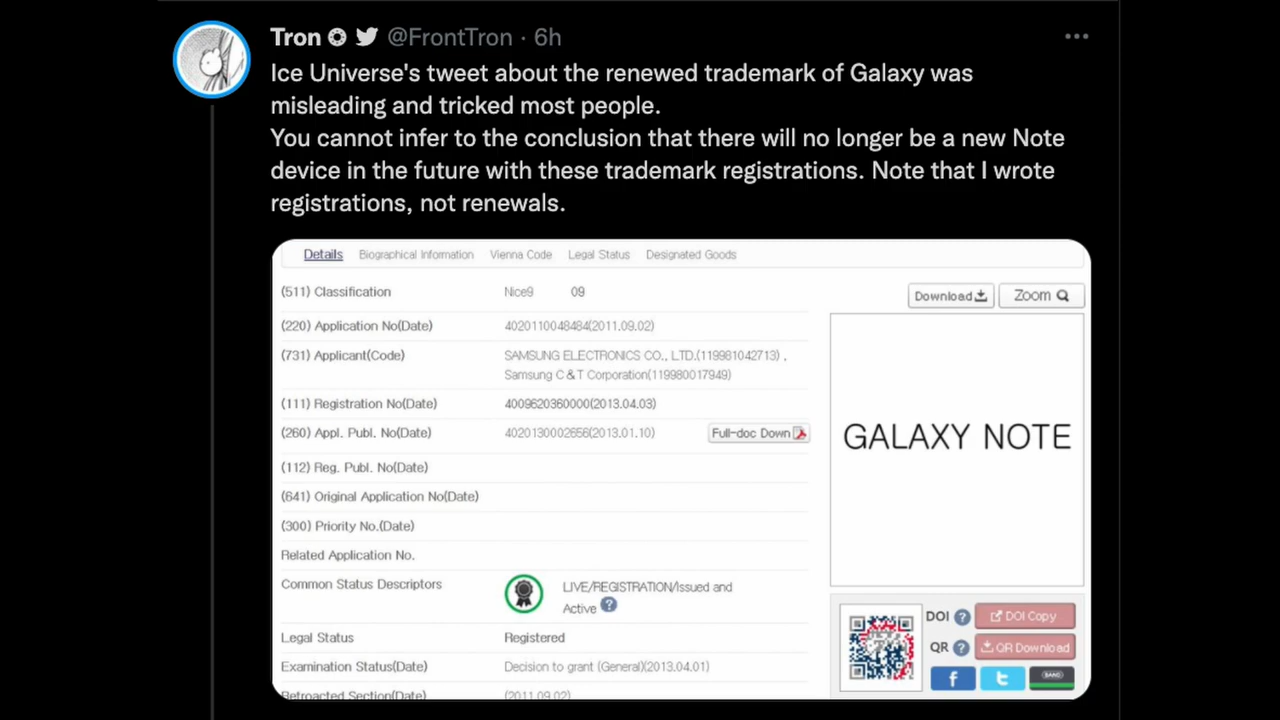 Tron @FrontTron · 6h
Ice Universe's tweet about the renewed trademark of Galaxy was
misleading and tricked most people.
You cannot infer to the conclusion that there will no longer be a new Note
device in the future with these trademark registrations. Note that I wrote
registrations, not renewals.
Details Biographical Information Vienna Code Legal Status Designated Goods
(511) Classification Nice9 09
Download Zoom
(220) Application No(Date) 4020110048484(2011.09.02)
(731) Applicant(Code) SAMSUNG ELECTRONICS CO., LTD.(119981042713) ,
Samsung C & T Corporation(119980017949)
(111) Registration No(Date) 4009620360000(2013.04.03)
(260) Appl. Publ. No(Date) 4020130002656(2013.01.10) Full-doc Down
GALAXY NOTE
(112) Reg. Publ. No(Date)
(641) Original Application No(Date)
(300) Priority No.(Date)
Related Application No.
Common Status Descriptors LIVE/REGISTRATION/Issued and
Active ?
Legal Status Registered
Examination Status(Date) Decision to grant (General)(2013.04.01)
Retroacted Section(Date) (2011.09.02)
DOI ? DOI Copy
QR ? QR Download